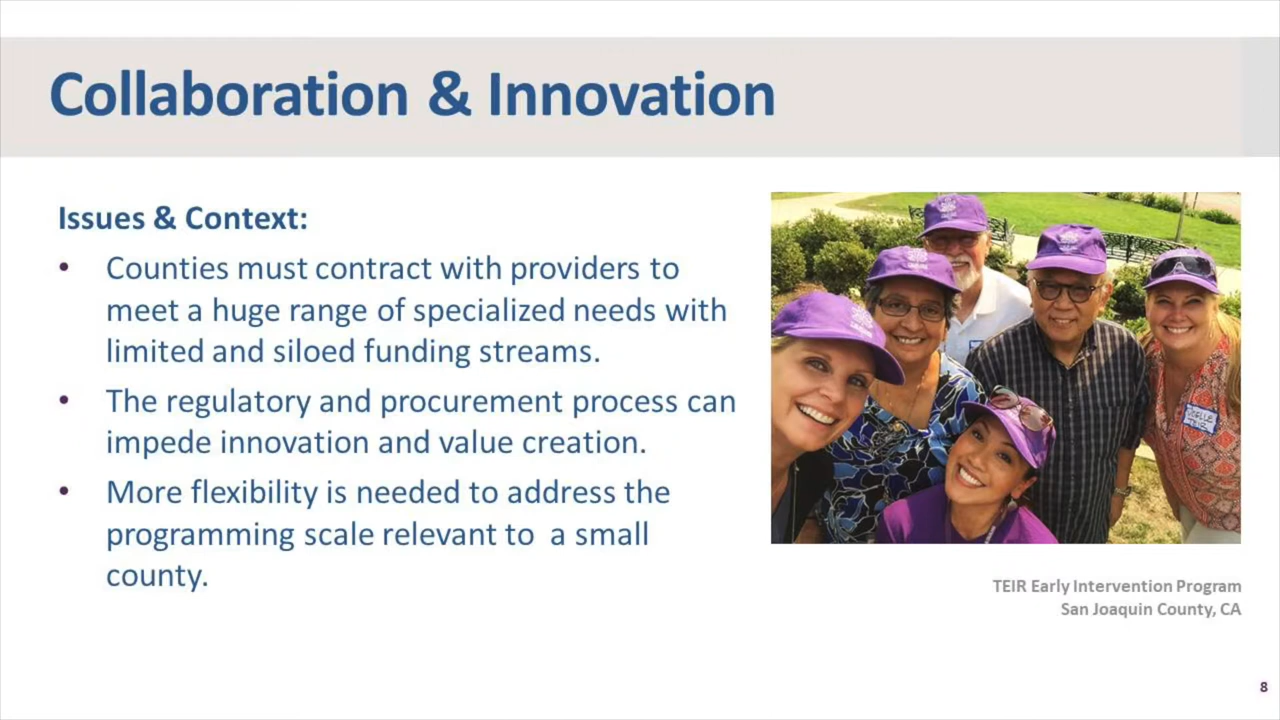 Collaboration & Innovation
Issues & Context:
• Counties must contract with providers to
meet a huge range of specialized needs with
limited and siloed funding streams.
• The regulatory and procurement process can
impede innovation and value creation.
• More flexibility is needed to address the
programming scale relevant to  a small
county.
TEIR Early Intervention Program
San Joaquin County, CA
8